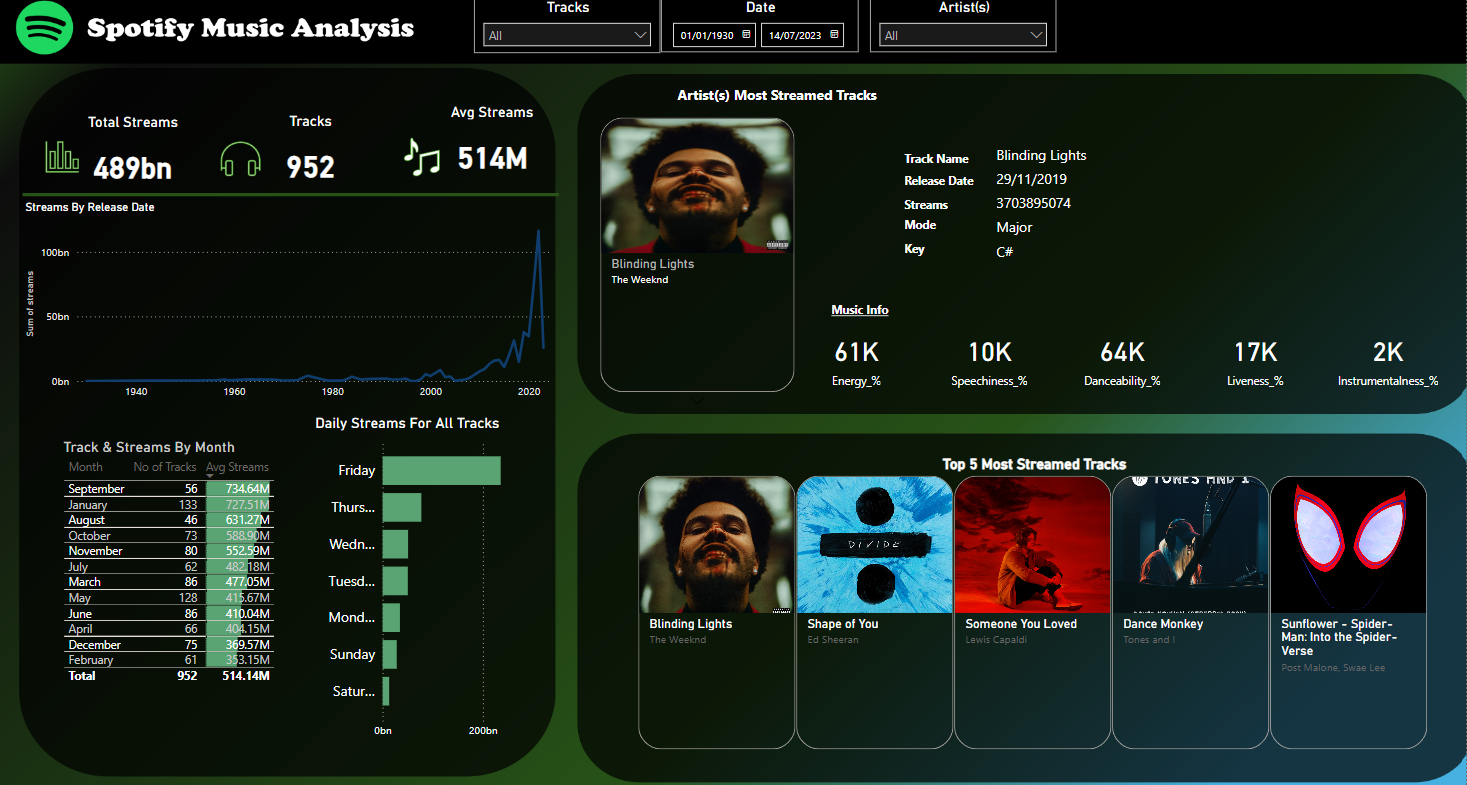 Spotify Music Analysis
Tracks
All
Date
01/01/1930
14/07/2023
Artist(s)
All
Total Streams
489bn
Tracks
952
Avg Streams
514M
Streams By Release Date
Sum of streams
100bn
50bn
0bn
1940 1960 1980 2000 2020
Track & Streams By Month
Month No of Tracks Avg Streams
September 56 734.64M
January 133 727.51M
August 46 631.27M
October 73 588.90M
November 80 552.59M
July 62 482.18M
March 86 477.05M
May 128 415.67M
June 86 410.04M
April 66 404.15M
December 75 369.57M
February 61 353.15M
Total 952 514.14M
Daily Streams For All Tracks
Friday
Thurs...
Wedn...
Tuesd...
Mond...
Sunday
Satur...
0bn 200bn
Artist(s) Most Streamed Tracks
Blinding Lights
The Weeknd
Track Name Blinding Lights
Release Date 29/11/2019
Streams 3703895074
Mode Major
Key C#
Music Info
61K 10K 64K 17K 2K
Energy_% Speechiness_% Danceability_% Liveness_% Instrumentalness_%
Top 5 Most Streamed Tracks
Blinding Lights
The Weeknd
DIVIDE
Shape of You
Ed Sheeran
Someone You Loved
Lewis Capaldi
TONES AND I
Dance Monkey
Tones and I
Sunflower - Spider-
Man: Into the Spider-
Verse
Post Malone, Swae Lee